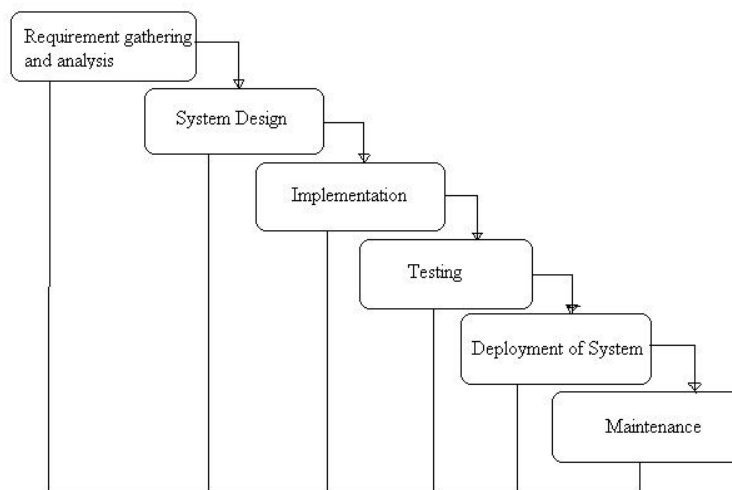 Requirement gathering
and analysis
System Design
Implementation
Testing
Deployment of System
Maintenance